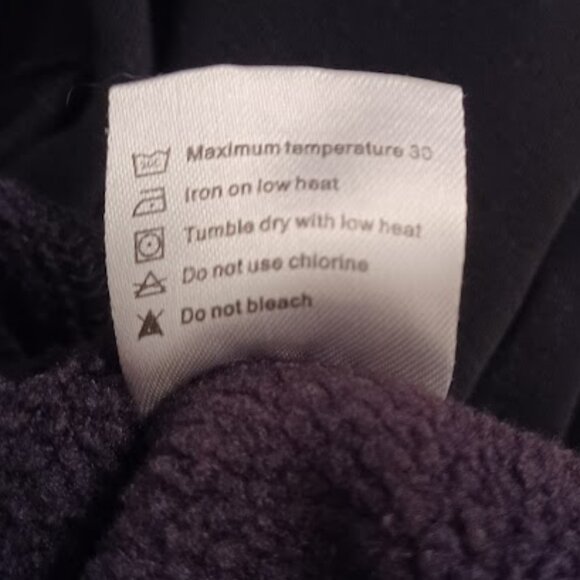 Maximum temperature 30
Iron on low heat
Tumble dry with low heat
Do not use chlorine
Do not bleach